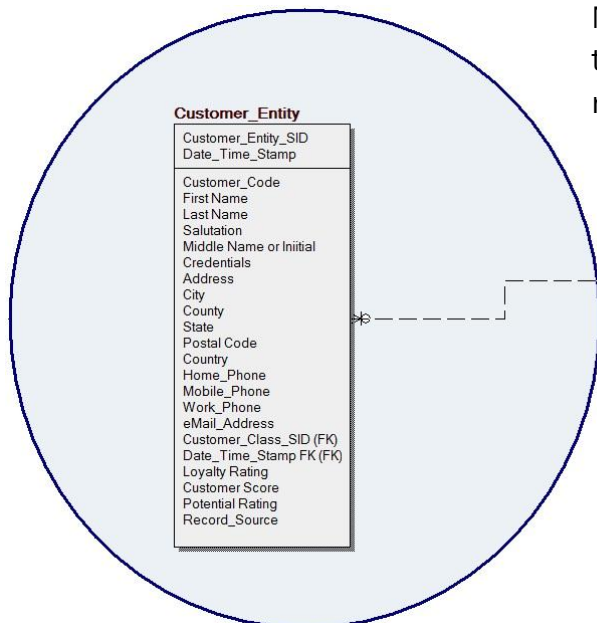 Customer_Entity
Customer_Entity_SID
Date_Time_Stamp
Customer_Code
First Name
Last Name
Salutation
Middle Name or Iniitial
Credentials
Address
City
County
State
Postal Code
Country
Home_Phone
Mobile_Phone
Work_Phone
eMail_Address
Customer_Class_SID (FK)
Date_Time_Stamp FK (FK)
Loyalty Rating
Customer Score
Potential Rating
Record_Source